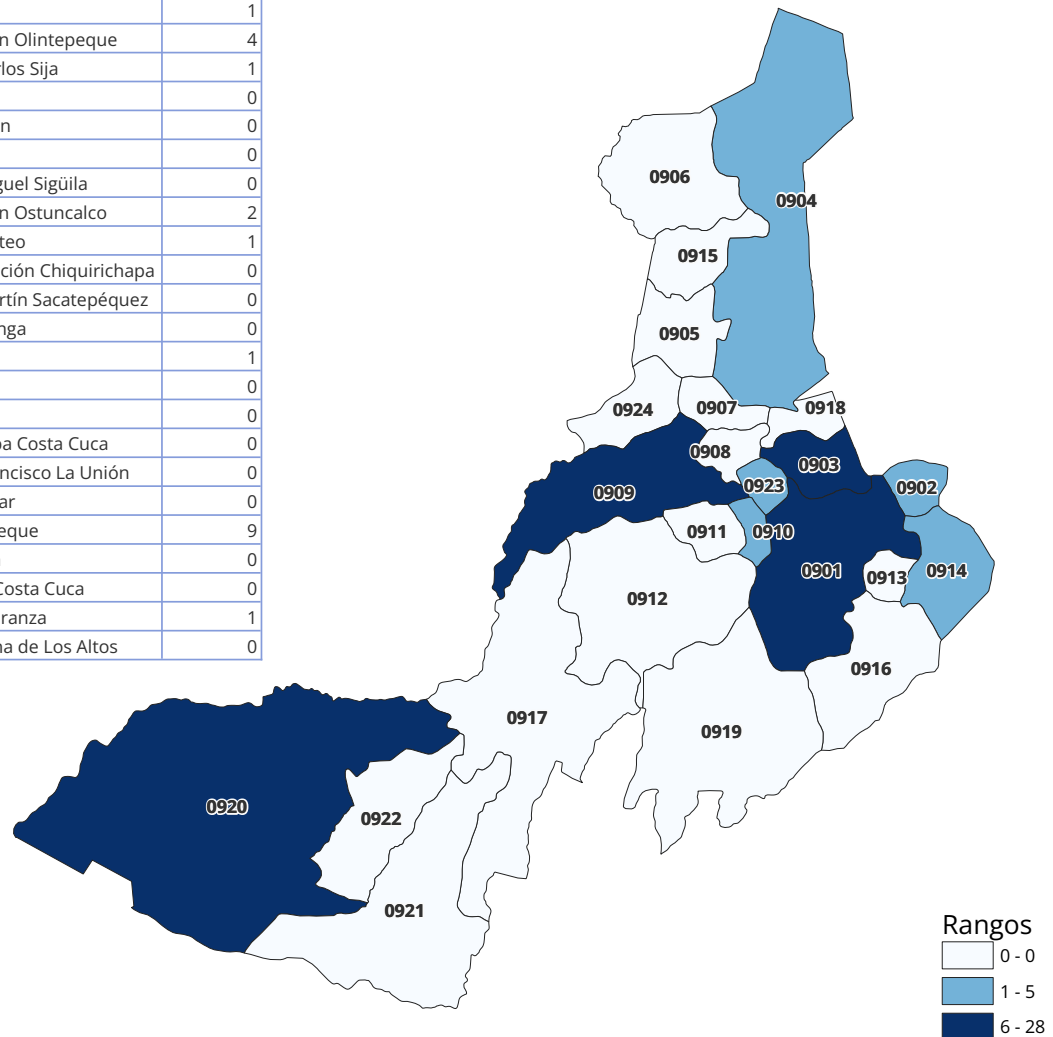 1
n Olintepeque 4
los Sija 1
0
n 0
0
guel Sigüila 0
n Ostuncalco 2
teo 1
ción Chiquirichapa 0
rtín Sacatepéquez 0
nga 0
1
0
0
a Costa Cuca 0
ncisco La Unión 0
ar 0
eque 9
0
Costa Cuca 0
ranza 1
a de Los Altos 0
0906
0904
0915
0905
0924
0907
0918
0908
0903
0909
0923
0902
0911
0910
0901
0913
0914
0912
0916
0917
0919
0920
0922
0921
Rangos
0 - 0
1 - 5
6 - 28